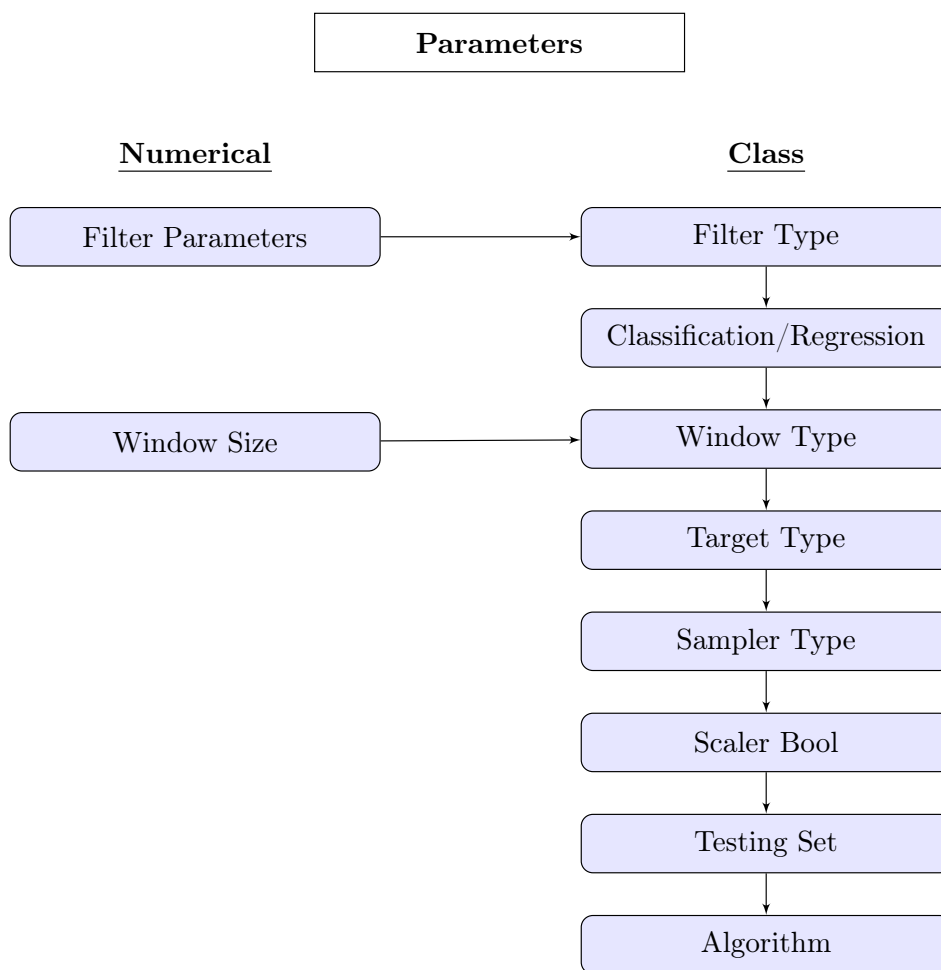 Parameters
Numerical
Class
Filter Parameters
Filter Type
Classification/Regression
Window Size
Window Type
Target Type
Sampler Type
Scaler Bool
Testing Set
Algorithm